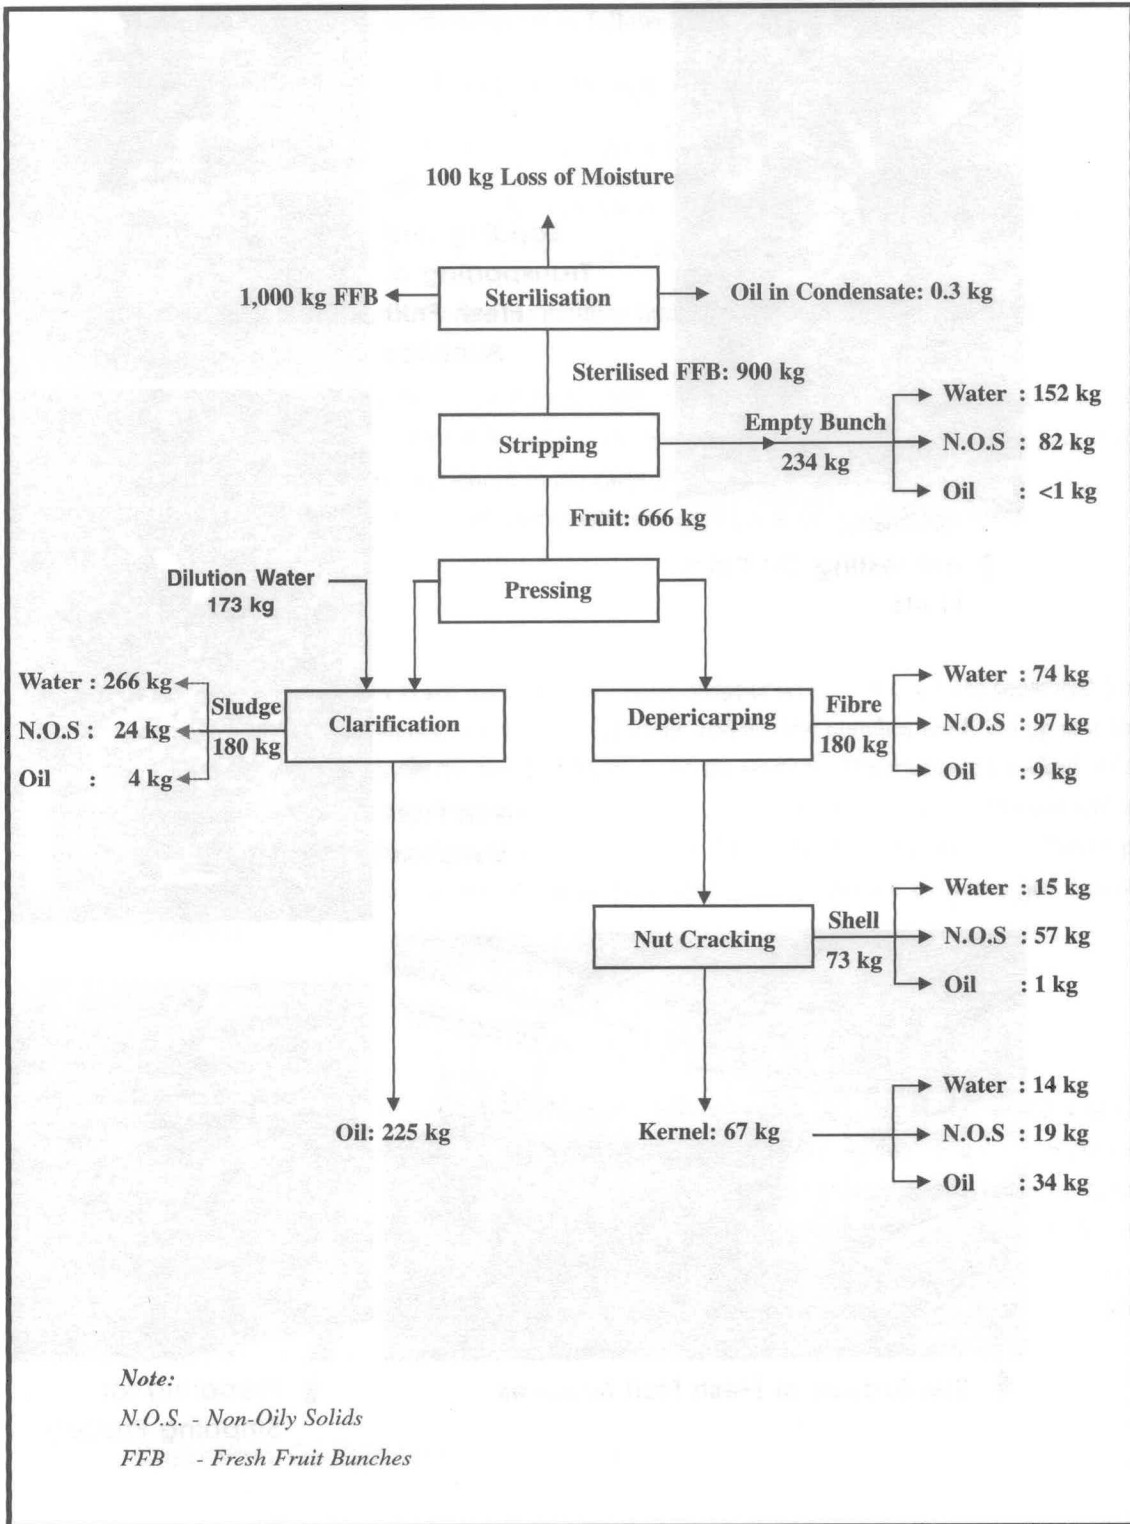 100 kg Loss of Moisture
1,000 kg FFB
Sterilisation
Oil in Condensate: 0.3 kg
Sterilised FFB: 900 kg
Stripping
Empty Bunch
234 kg
Water : 152 kg
N.O.S : 82 kg
Oil : <1 kg
Fruit: 666 kg
Dilution Water
173 kg
Pressing
Water : 266 kg
N.O.S : 24 kg
Oil : 4 kg
Sludge
180 kg
Clarification
Depericarping
Fibre
180 kg
Water : 74 kg
N.O.S : 97 kg
Oil : 9 kg
Nut Cracking
Shell
73 kg
Water : 15 kg
N.O.S : 57 kg
Oil : 1 kg
Oil: 225 kg
Kernel: 67 kg
Water : 14 kg
N.O.S : 19 kg
Oil : 34 kg
Note:
N.O.S. - Non-Oily Solids
FFB - Fresh Fruit Bunches